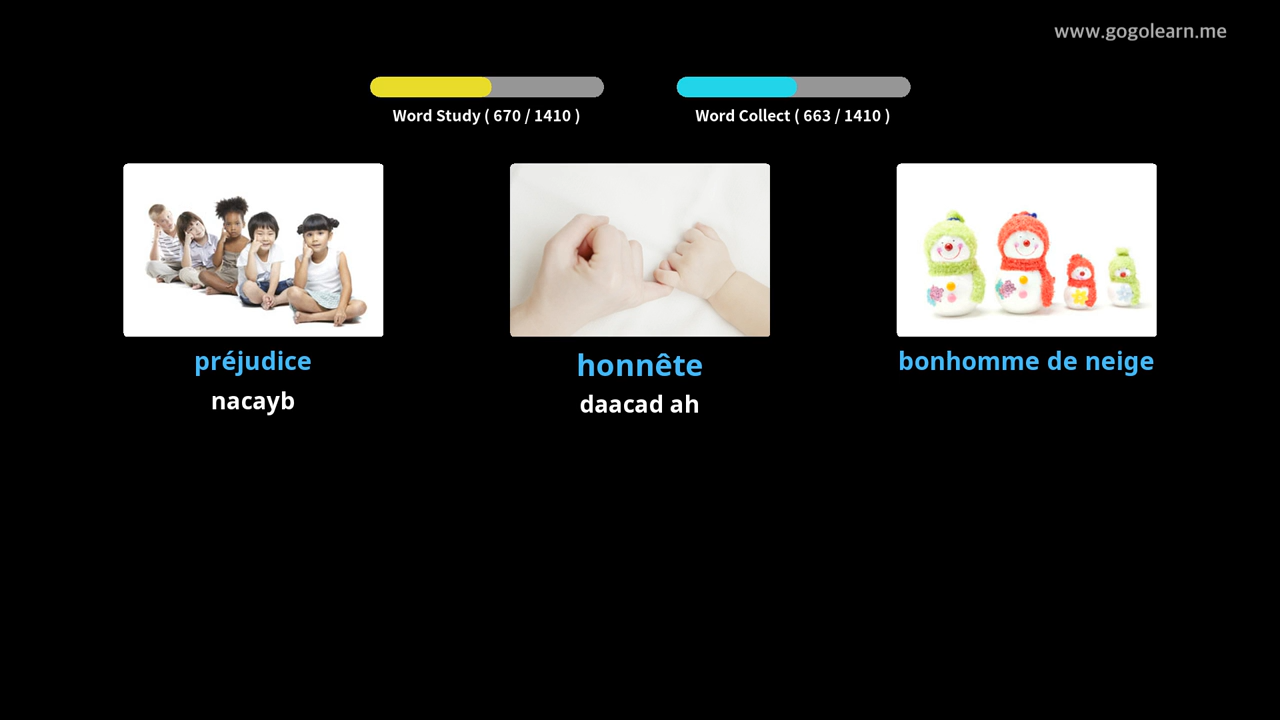 www.gogolearn.me
Word Study ( 670 / 1410 )
Word Collect ( 663 / 1410 )
préjudice
honnête
bonhomme de neige
nacayb
daacad ah